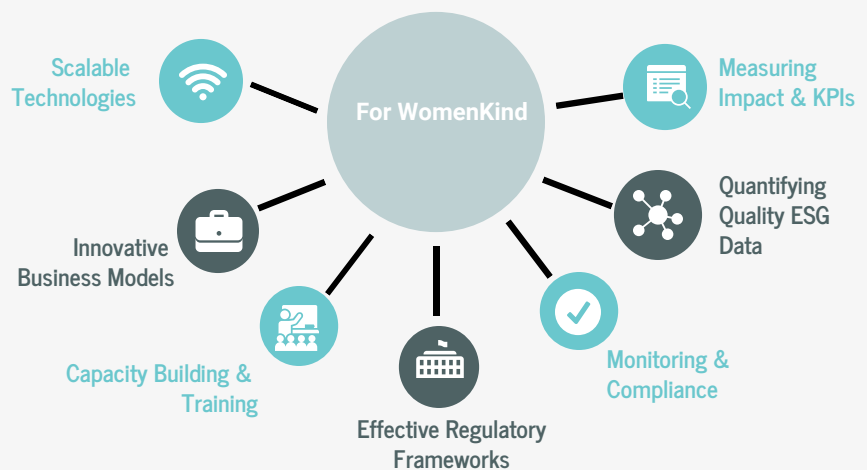 For WomenKind
Scalable
Technologies
Innovative
Business Models
Capacity Building &
Training
Effective Regulatory
Frameworks
Monitoring &
Compliance
Quantifying
Quality ESG
Data
Measuring
Impact & KPIs